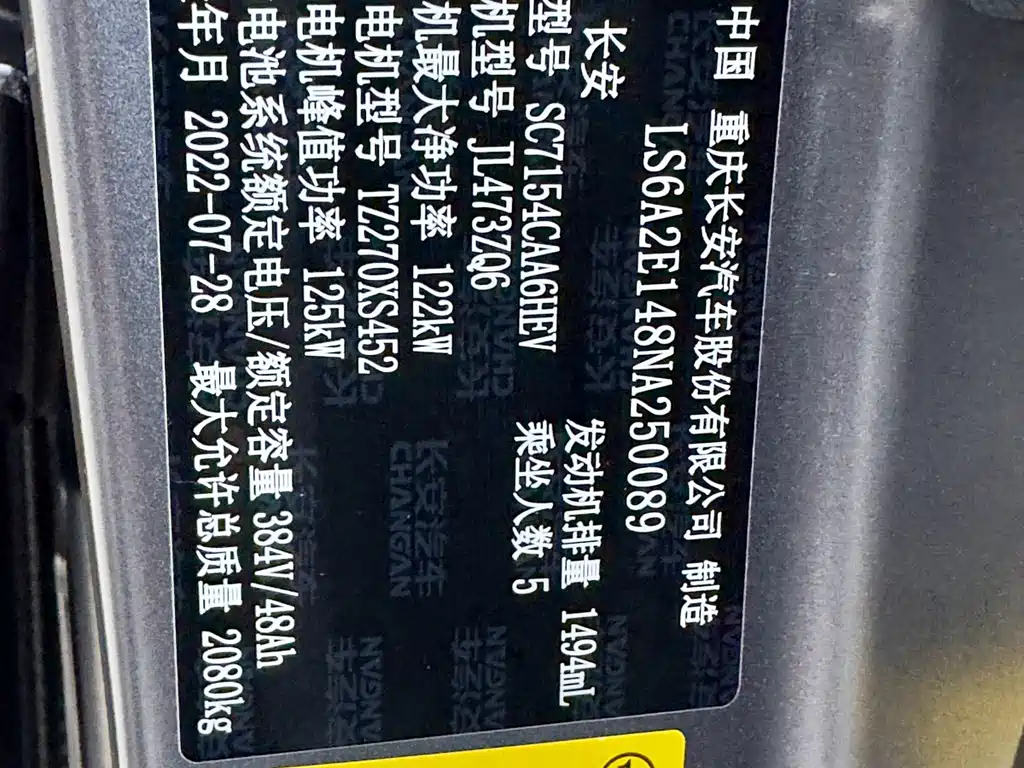 中国 重庆长安汽车股份有限公司 制造
LS6A2E148NA250089
长安
发动机排量 1494mL
型号 SC7154CAA6HEV
乘坐人数 5
机型号 JL473ZQ6
机最大净功率 122kW
电机型号 TZ270XS452
电机峰值功率 125kW
电池系统额定电压/额定容量 384V/48Ah
年月 2022-07-28 最大允许总质量 2080kg